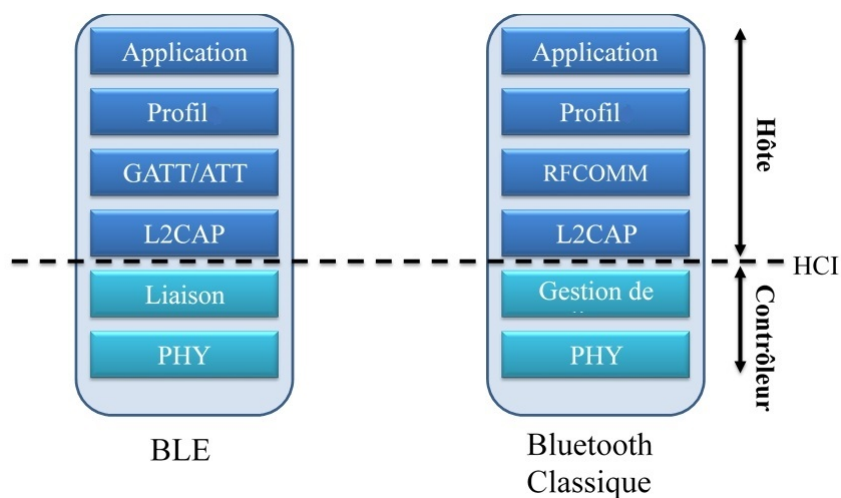 Application
Profil
GATT/ATT
L2CAP
Liaison
PHY
BLE
Application
Profil
RFCOMM
L2CAP
Gestion de
PHY
Bluetooth
Classique
Hôte
HCI
Contrôleur